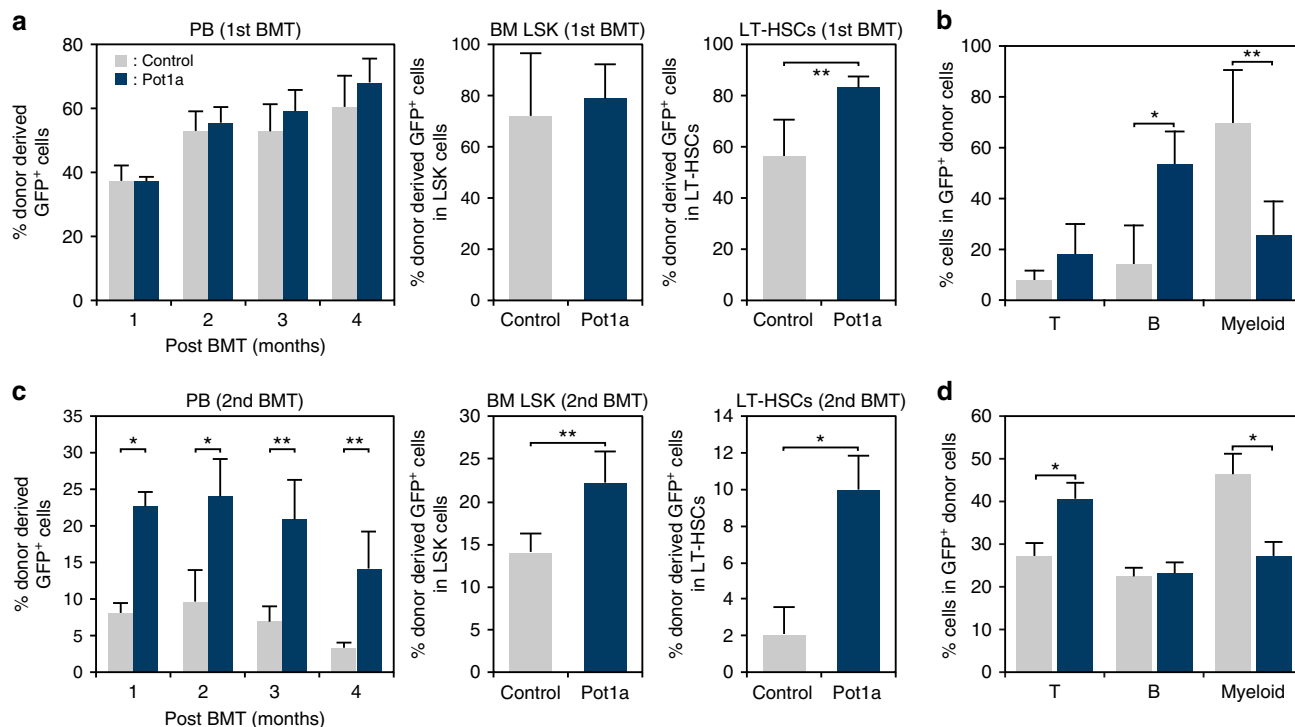 a
PB (1st BMT)
% donor derived
GFP+ cells
80
60
40
20
0
: Control
: Pot1a
1 2 3 4
Post BMT (months)
BM LSK (1st BMT)
% donor derived GFP+ cells
in LSK cells
100
80
60
40
20
0
Control Pot1a
LT-HSCs (1st BMT)
% donor derived GFP+ cells
in LT-HSCs
100
80
60
40
20
0
**
Control Pot1a
b
% cells in GFP+ donor cells
100
80
60
40
20
0
*
**
T B Myeloid
c
PB (2nd BMT)
% donor derived
GFP+ cells
35
30
25
20
15
10
5
0
* * ** **
1 2 3 4
Post BMT (months)
BM LSK (2nd BMT)
% donor derived GFP+ cells
in LSK cells
35
30
25
20
15
10
5
0
**
Control Pot1a
LT-HSCs (2nd BMT)
% donor derived GFP+ cells
in LT-HSCs
14
12
10
8
6
4
2
0
*
Control Pot1a
d
% cells in GFP+ donor cells
60
50
40
30
20
10
0
*
*
T B Myeloid